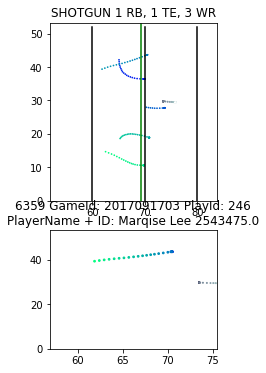 SHOTGUN 1 RB, 1 TE, 3 WR
50
40
30
20
10
0
60 70 80
6359 GameId: 2017091703 PlayId: 246
PlayerName + ID: Marqise Lee 2543475.0
40
20
0
60 65 70 75